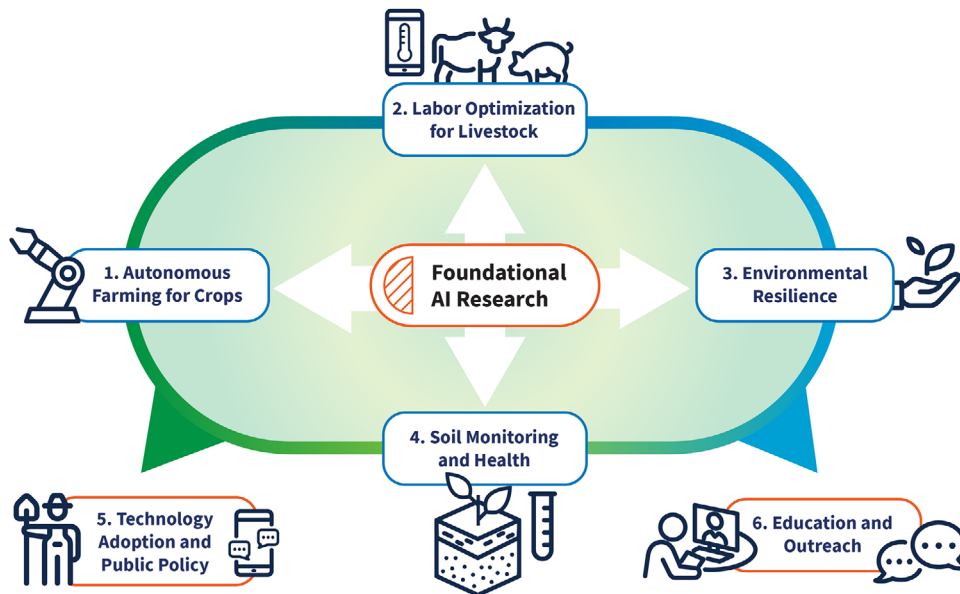 2. Labor Optimization
for Livestock
1. Autonomous
Farming for Crops
Foundational
AI Research
3. Environmental
Resilience
4. Soil Monitoring
and Health
5. Technology
Adoption and
Public Policy
6. Education and
Outreach